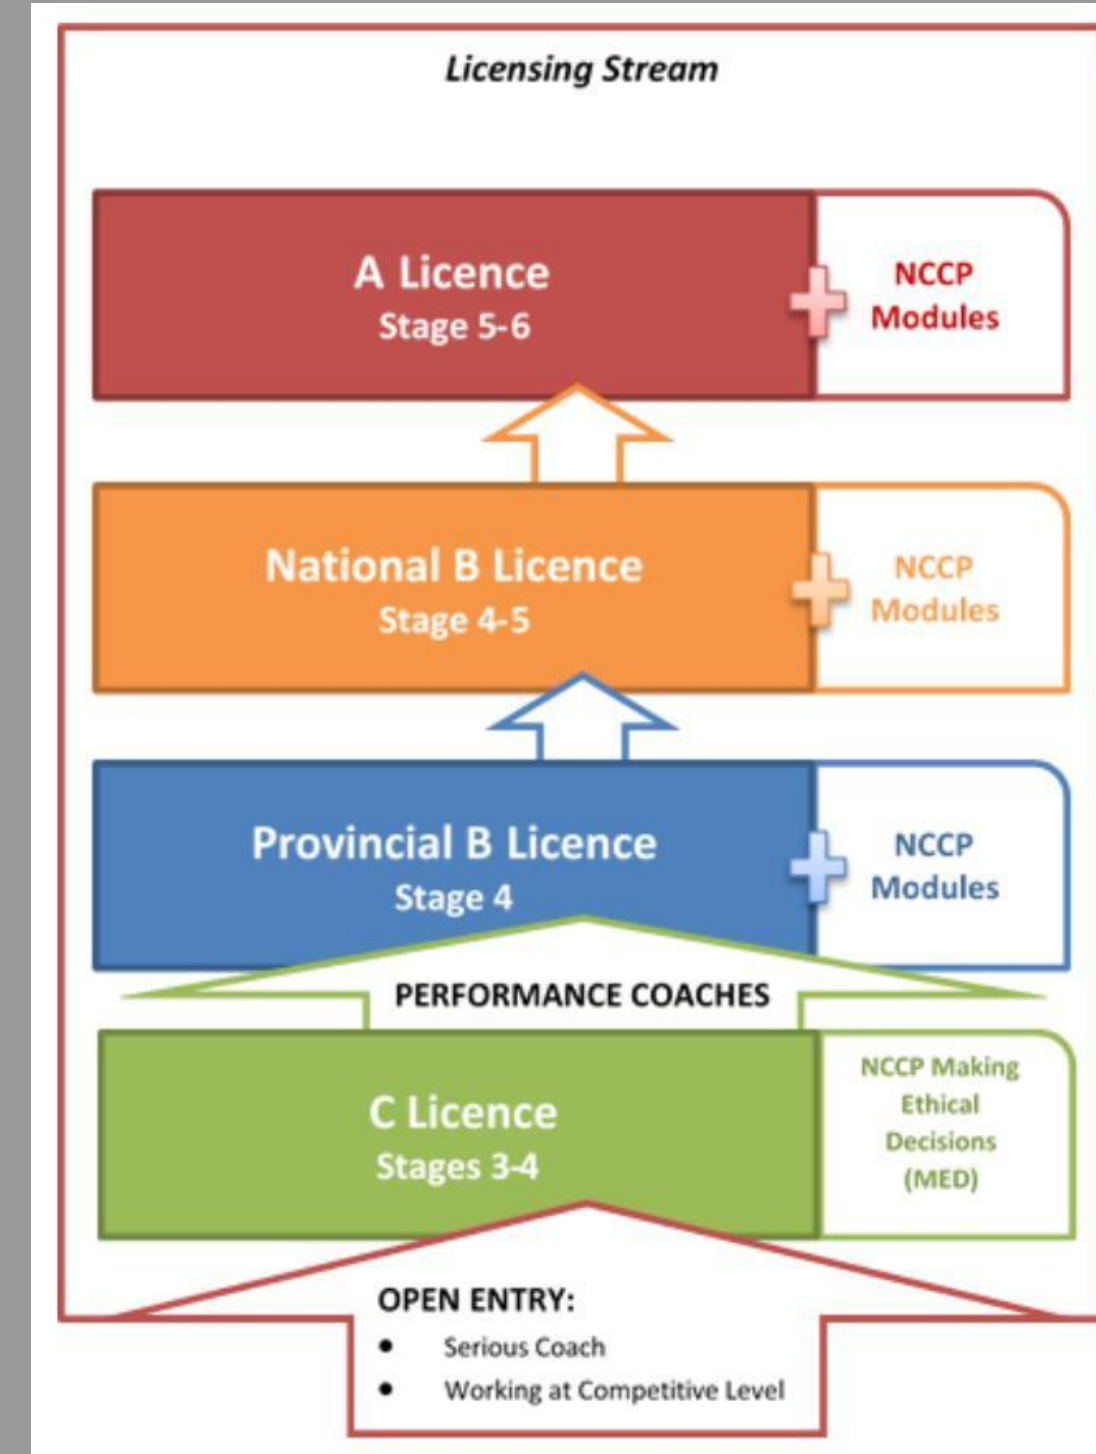 Licensing Stream
A Licence
Stage 5-6
NCCP
Modules
National B Licence
Stage 4-5
NCCP
Modules
Provincial B Licence
Stage 4
NCCP
Modules
PERFORMANCE COACHES
C Licence
Stages 3-4
NCCP Making
Ethical
Decisions
(MED)
OPEN ENTRY:
• Serious Coach
• Working at Competitive Level